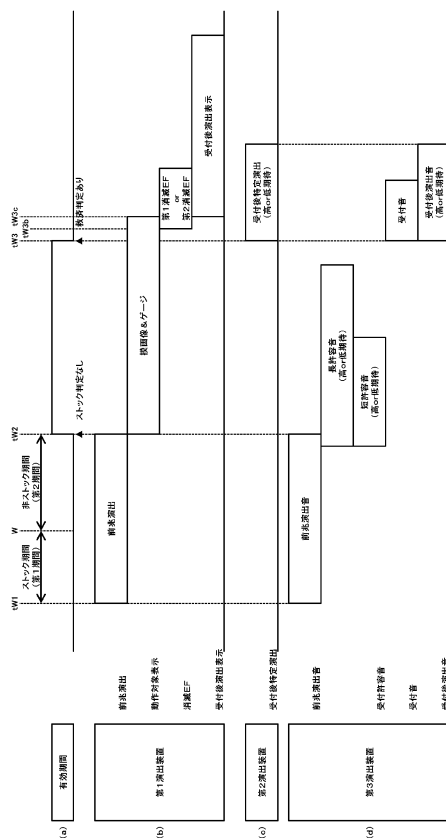 tW1
W
tW2
tW3
tW3b
tW3c
ストック期間
(第1期間)
非ストック期間
(第2期間)
ストック判定なし
救済判定あり
(a)
有効期間
(b)
第1演出装置
前兆演出
動作対象表示
消滅EF
受付後演出表示
前兆演出
模画像&ゲージ
第1消滅EF
or
第2消滅EF
受付後演出表示
(c)
第2演出装置
受付後特定演出
受付後特定演出
(高or低期待)
(d)
第3演出装置
前兆演出音
受付許容音
受付音
受付後演出音
前兆演出音
長許容音
(高or低期待)
短許容音
(高or低期待)
受付音
受付後演出音
(高or低期待)